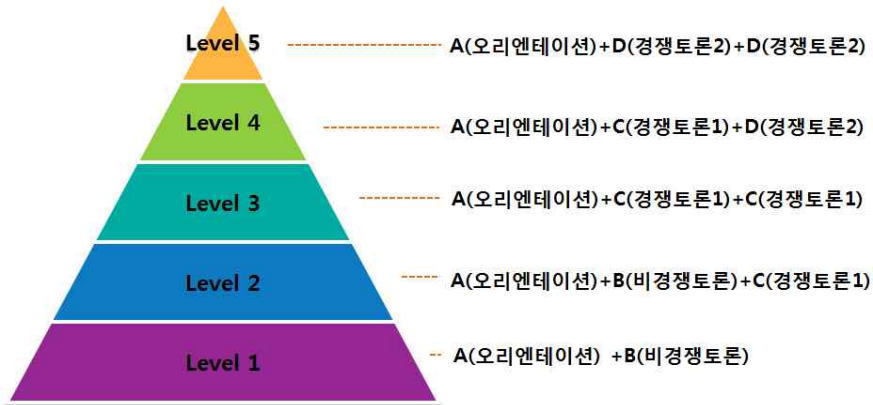 Level 5 A(오리엔테이션)+D(경쟁토론2)+D(경쟁토론2)
Level 4 A(오리엔테이션)+C(경쟁토론1)+D(경쟁토론2)
Level 3 A(오리엔테이션)+C(경쟁토론1)+C(경쟁토론1)
Level 2 A(오리엔테이션)+B(비경쟁토론)+C(경쟁토론1)
Level 1 A(오리엔테이션) +B(비경쟁토론)